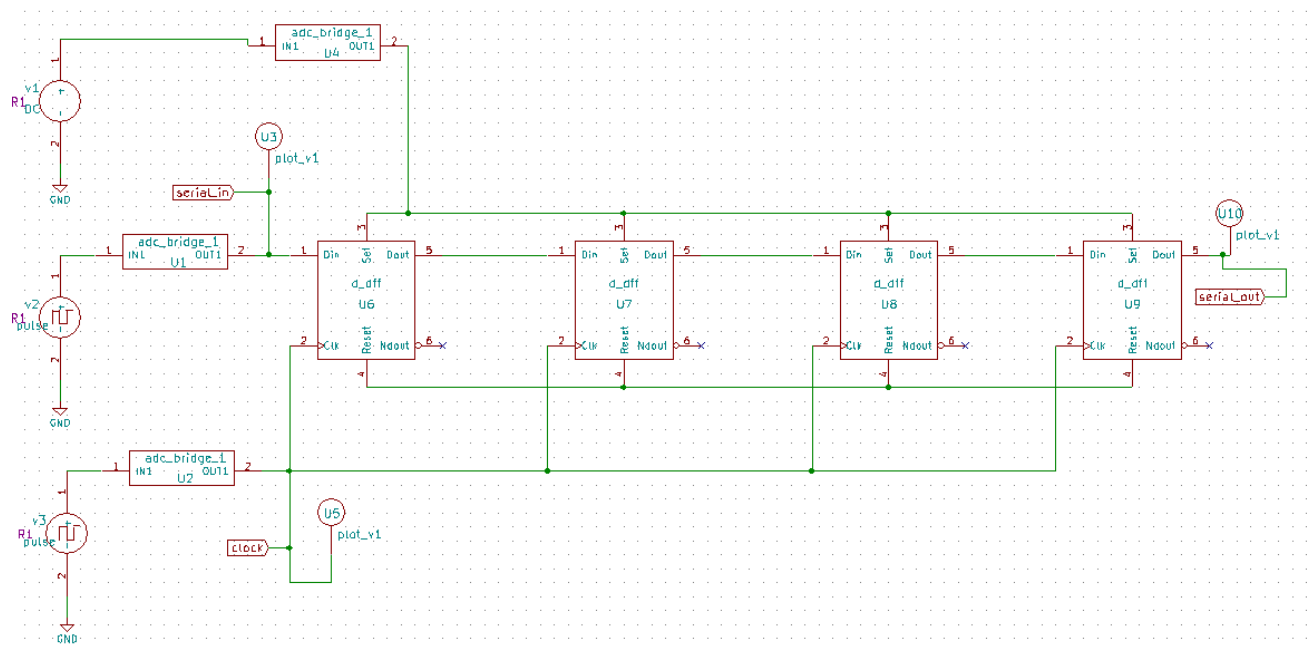 adc_bridge_1
1 IN1 OUT1 2
U4
1
v1
R1
+
DC
-
2
GND
U3
plot_v1
serial_in
adc_bridge_1
1 IN1 OUT1 2
U1
1
v2
R1
pulse
2
GND
3
1 Din Set Dout 5
d_dff
U6
2 Clk Reset Ndout 6
4
3
1 Din Set Dout 5
d_dff
U7
2 Clk Reset Ndout 6
4
3
1 Din Set Dout 5
d_dff
U8
2 Clk Reset Ndout 6
4
3
1 Din Set Dout 5
d_dff
U9
2 Clk Reset Ndout 6
4
U10
plot_v1
serial_out
adc_bridge_1
1 IN1 OUT1 2
U2
1
v3
R1
pulse
2
GND
U5
plot_v1
clock